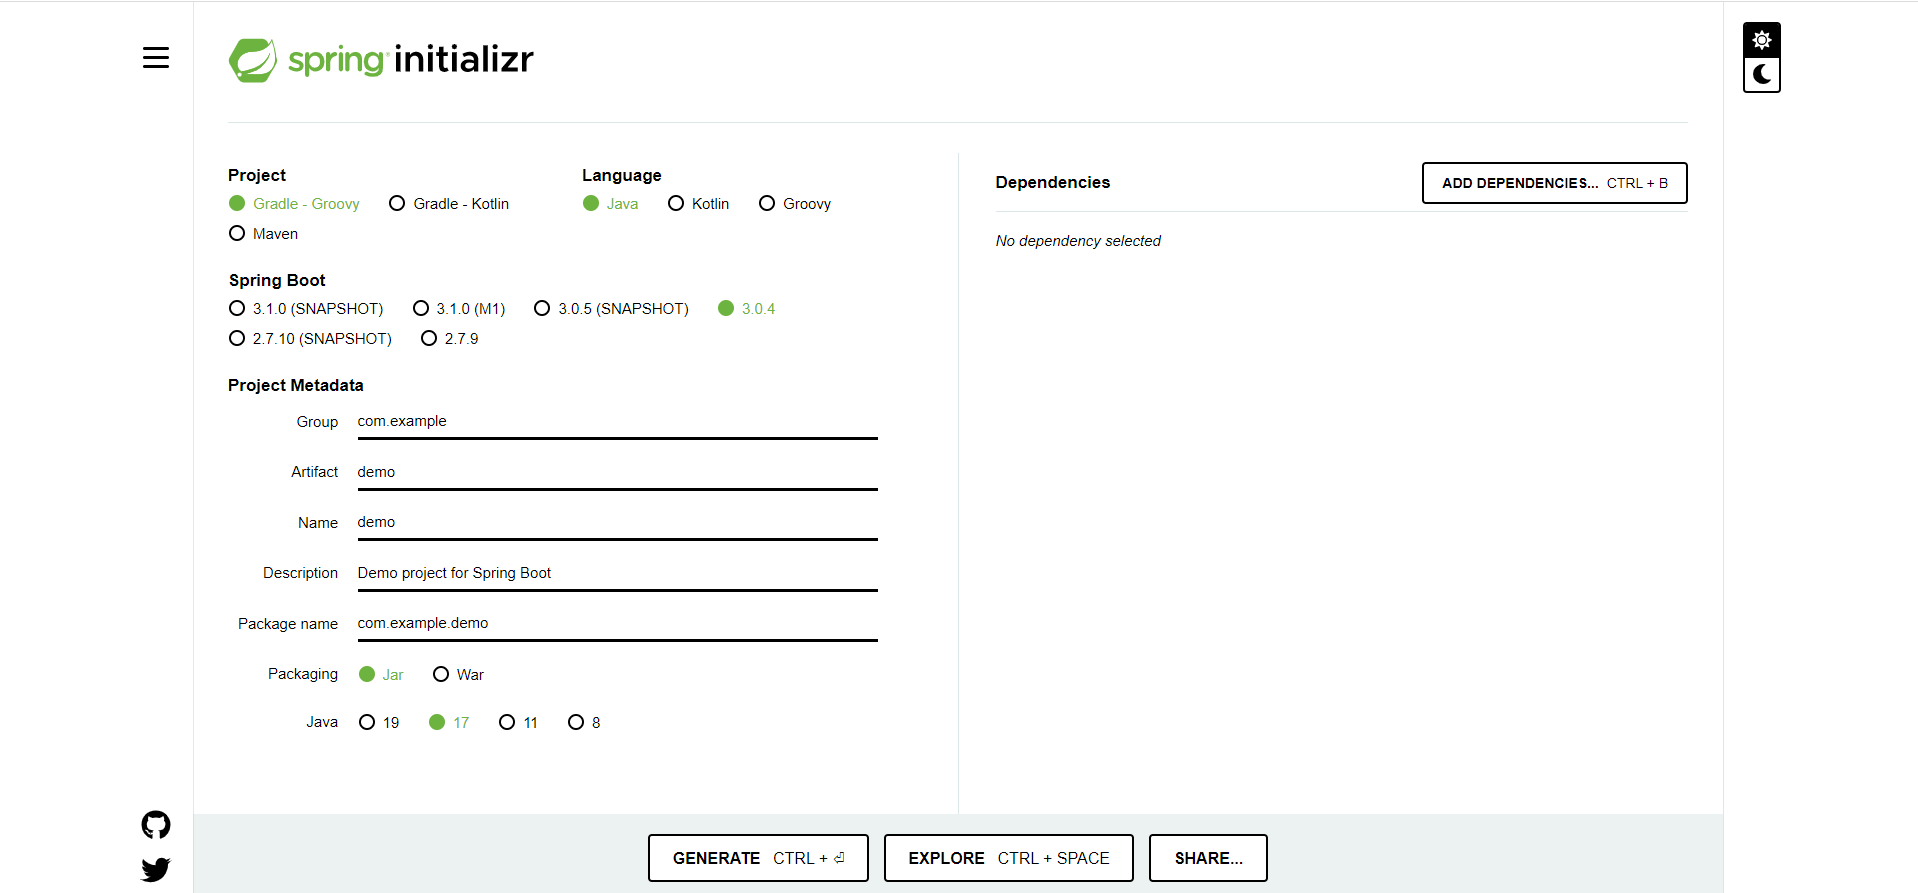 spring initializr
Project
Gradle - Groovy Gradle - Kotlin
Maven
Language
Java Kotlin Groovy
Spring Boot
3.1.0 (SNAPSHOT) 3.1.0 (M1) 3.0.5 (SNAPSHOT) 3.0.4
2.7.10 (SNAPSHOT) 2.7.9
Project Metadata
Group com.example
Artifact demo
Name demo
Description Demo project for Spring Boot
Package name com.example.demo
Packaging Jar War
Java 19 17 11 8
Dependencies
ADD DEPENDENCIES... CTRL + B
No dependency selected
GENERATE CTRL + ⏎
EXPLORE CTRL + SPACE
SHARE...